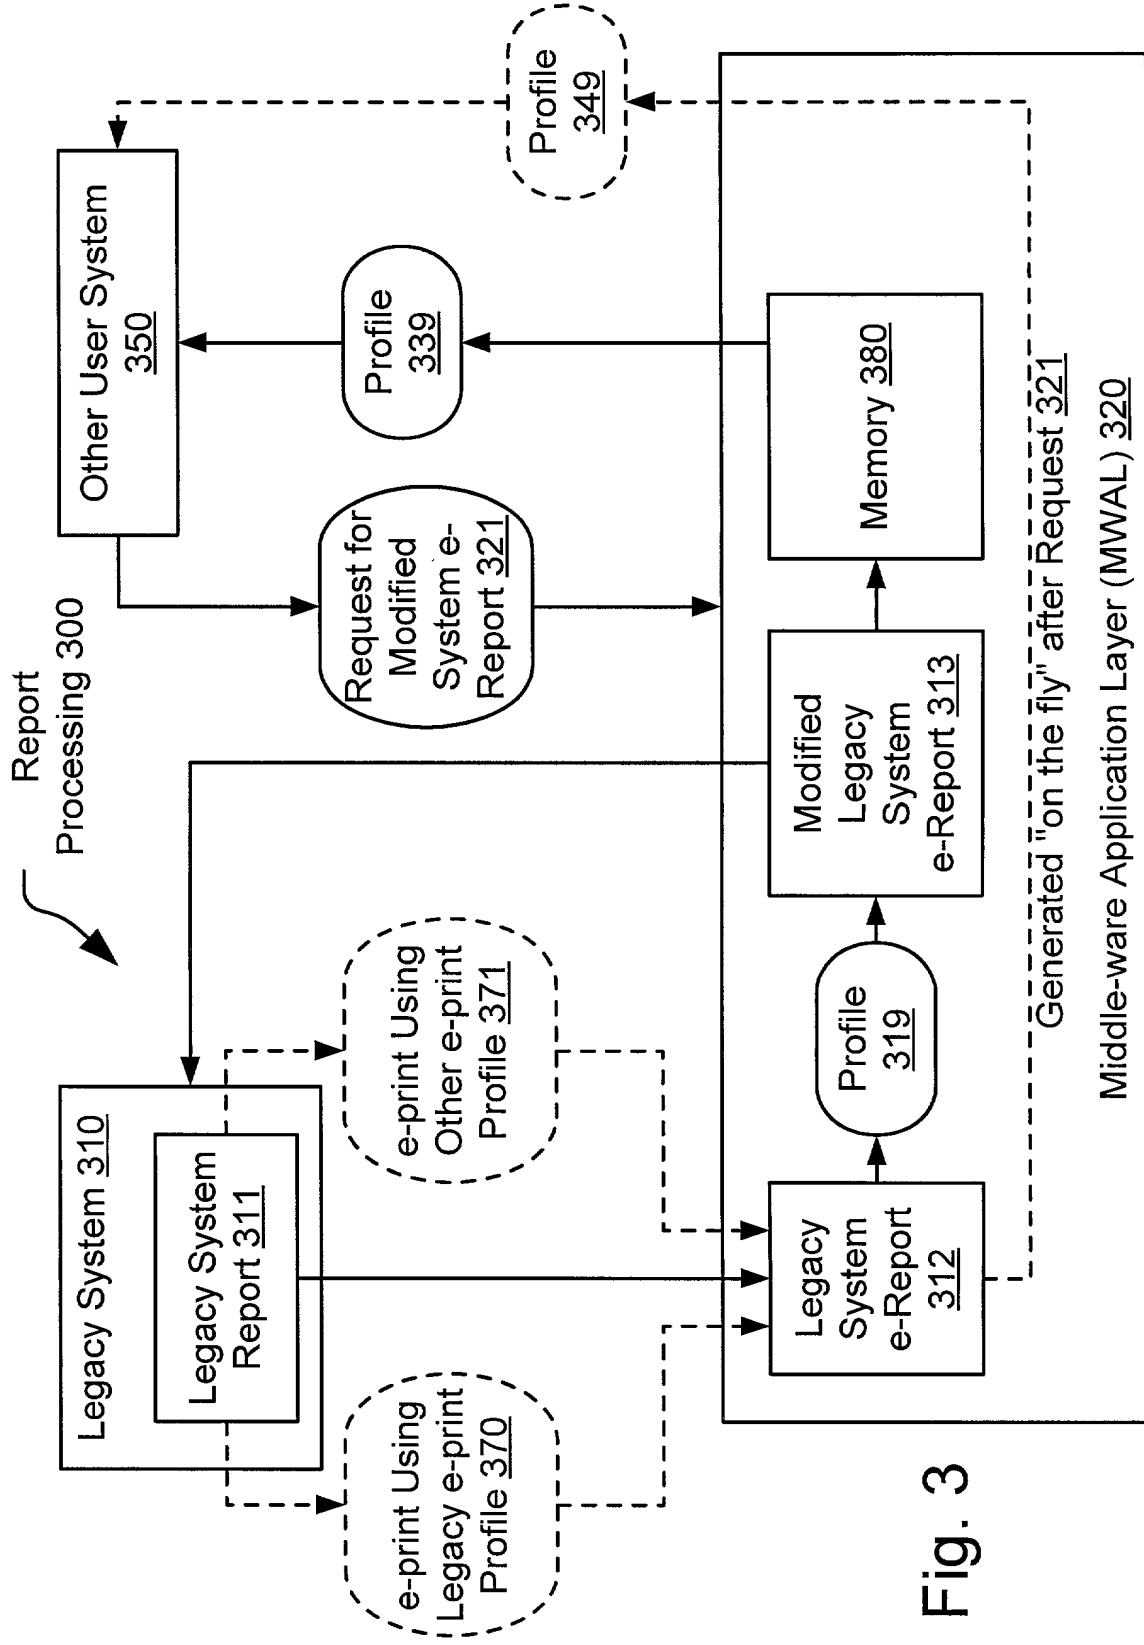 Report
Processing 300
Legacy System 310
Legacy System
Report 311
Other User System
350
e-print Using
Legacy e-print
Profile 370
e-print Using
Other e-print
Profile 371
Request for
Modified
System e-
Report 321
Profile
339
Profile
349
Legacy
System
e-Report
312
Profile
319
Modified
Legacy
System
e-Report 313
Memory 380
Generated "on the fly" after Request 321
Middle-ware Application Layer (MWAL) 320
Fig. 3